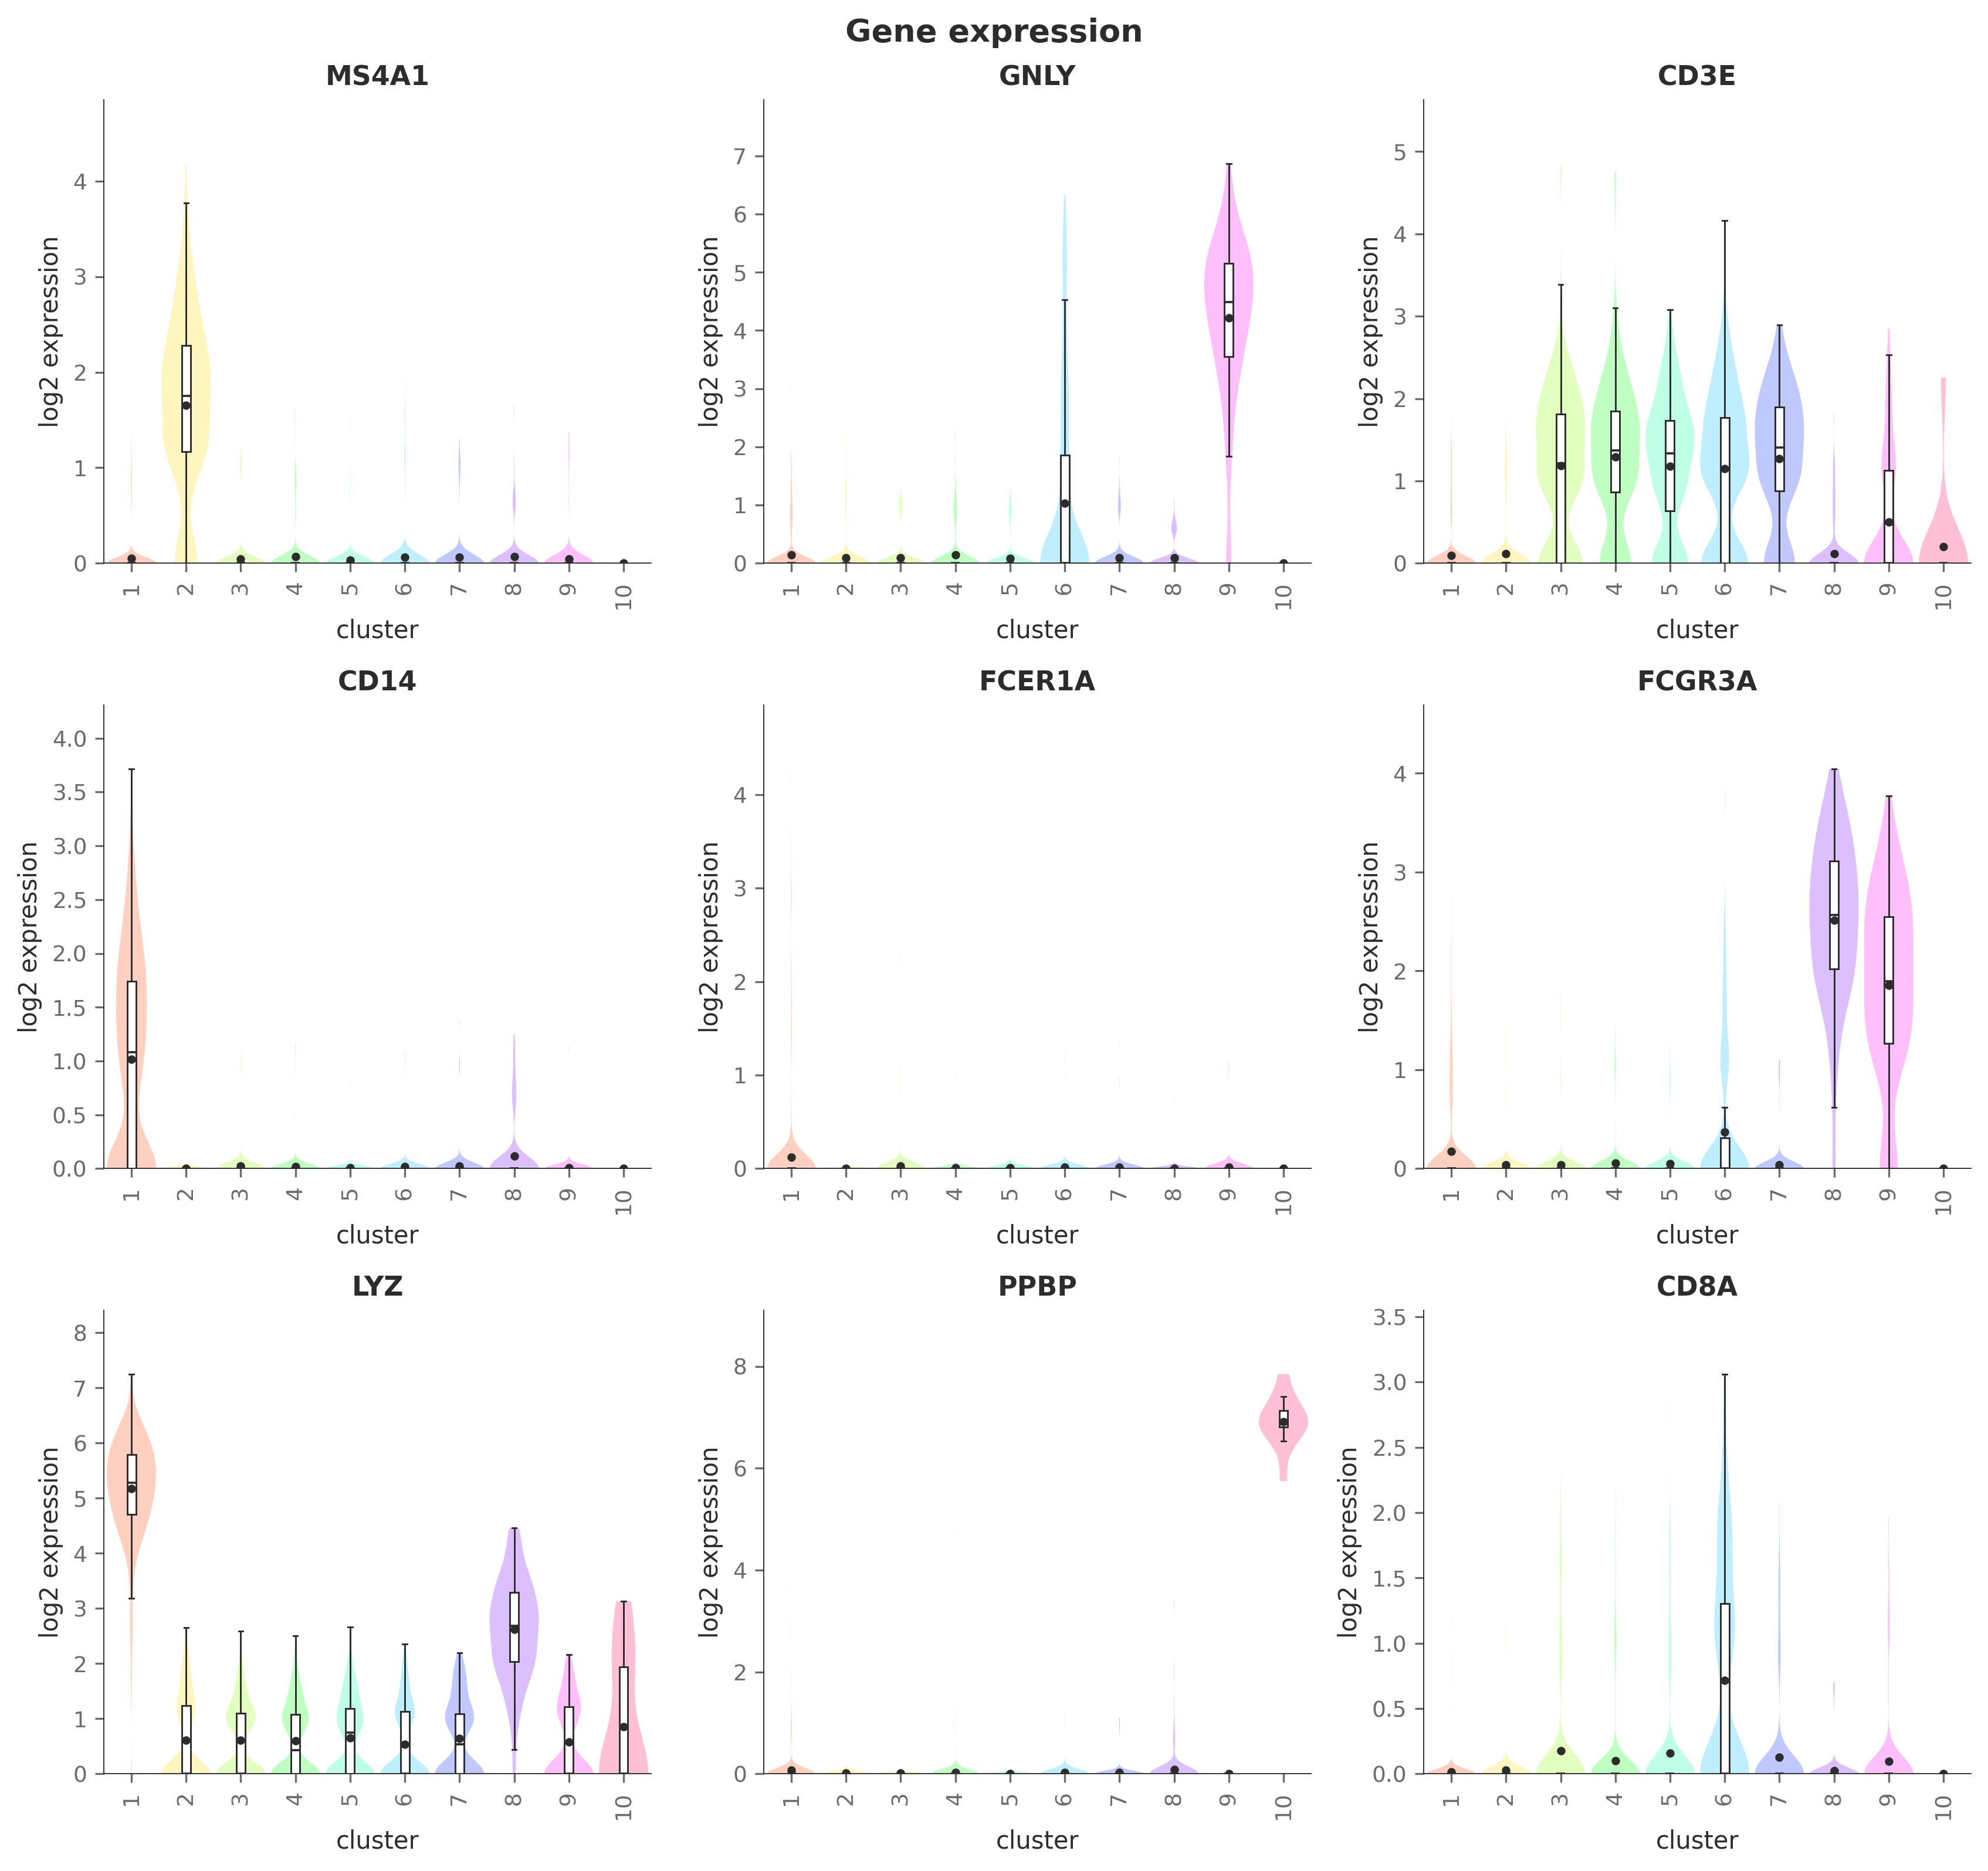 Gene expression
MS4A1
log2 expression
4
3
2
1
0
1 2 3 4 5 6 7 8 9 10
cluster
GNLY
log2 expression
7
6
5
4
3
2
1
0
1 2 3 4 5 6 7 8 9 10
cluster
CD3E
log2 expression
5
4
3
2
1
0
1 2 3 4 5 6 7 8 9 10
cluster
CD14
log2 expression
4.0
3.5
3.0
2.5
2.0
1.5
1.0
0.5
0.0
1 2 3 4 5 6 7 8 9 10
cluster
FCER1A
log2 expression
4
3
2
1
0
1 2 3 4 5 6 7 8 9 10
cluster
FCGR3A
log2 expression
4
3
2
1
0
1 2 3 4 5 6 7 8 9 10
cluster
LYZ
log2 expression
8
7
6
5
4
3
2
1
0
1 2 3 4 5 6 7 8 9 10
cluster
PPBP
log2 expression
8
6
4
2
0
1 2 3 4 5 6 7 8 9 10
cluster
CD8A
log2 expression
3.5
3.0
2.5
2.0
1.5
1.0
0.5
0.0
1 2 3 4 5 6 7 8 9 10
cluster